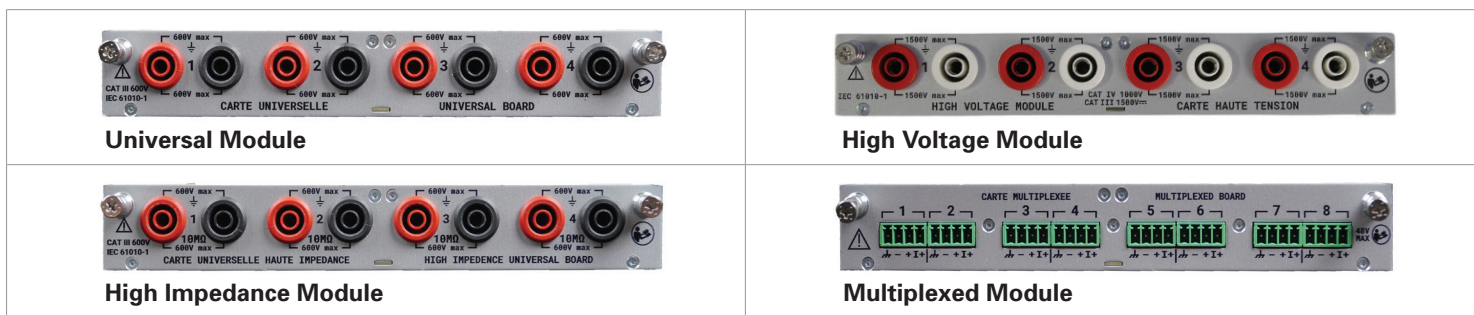 600V max 600V max 600V max 600V max
1 2 3 4
CAT III 600V
IEC 61010-1
600V max 600V max 600V max 600V max
CARTE UNIVERSELLE UNIVERSAL BOARD
Universal Module
1500V max 1500V max 1500V max 1500V max
1 2 3 4
IEC 61010-1
1500V max 1500V max CAT IV 1000V 1500V max 1500V max
HIGH VOLTAGE MODULE CAT III 1500V CARTE HAUTE TENSION
High Voltage Module
600V max 600V max 600V max 600V max
1 2 3 4
10MΩ 10MΩ 10MΩ 10MΩ
CAT III 600V
IEC 61010-1
600V max 600V max 600V max 600V max
CARTE UNIVERSELLE HAUTE IMPEDANCE HIGH IMPEDENCE UNIVERSAL BOARD
High Impedance Module
CARTE MULTIPLEXEE MULTIPLEXED BOARD
1 2 3 4 5 6 7 8
48V
MAX
- + I+ - + I+ - + I+ - + I+ - + I+ - + I+ - + I+ - + I+
Multiplexed Module